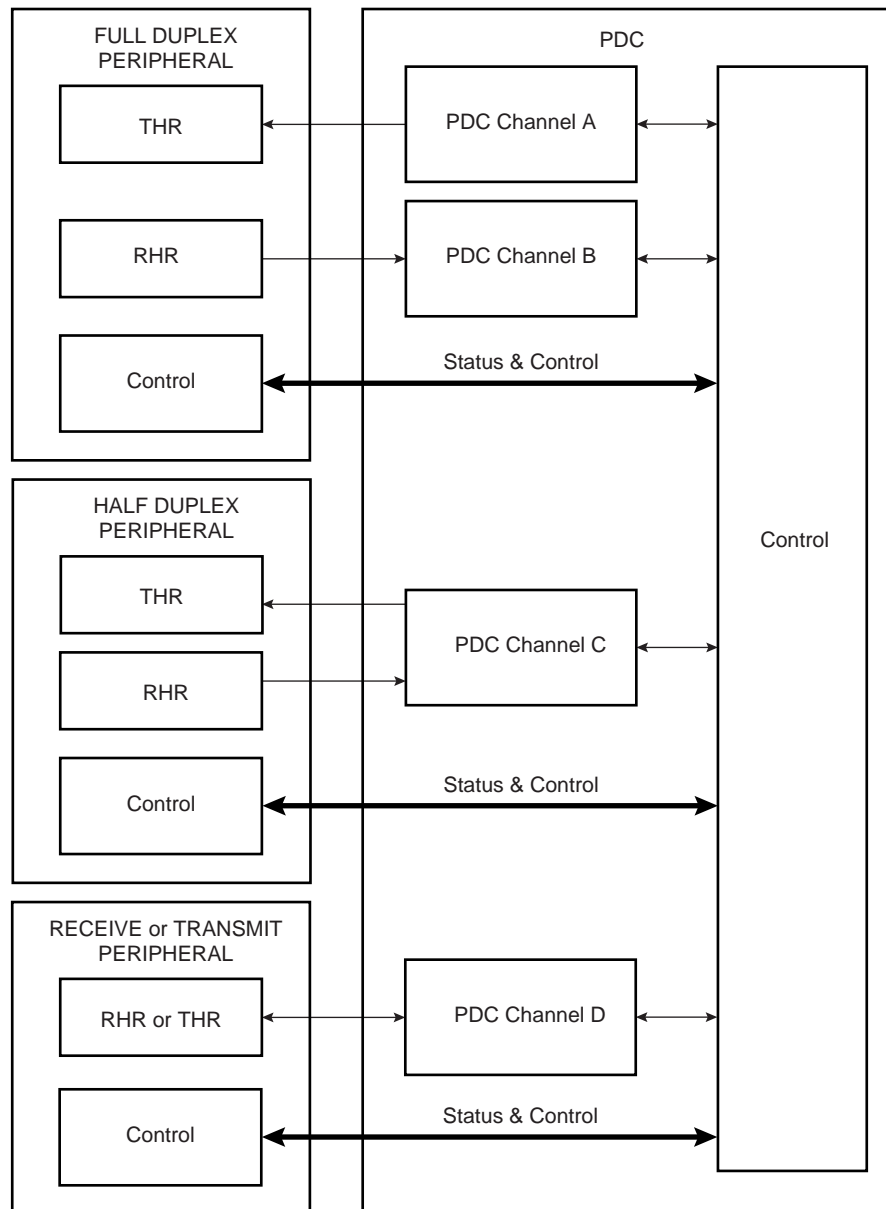 FULL DUPLEX
PERIPHERAL
THR
RHR
Control
PDC
PDC Channel A
PDC Channel B
Status & Control
HALF DUPLEX
PERIPHERAL
THR
RHR
Control
PDC Channel C
Status & Control
Control
RECEIVE or TRANSMIT
PERIPHERAL
RHR or THR
Control
PDC Channel D
Status & Control